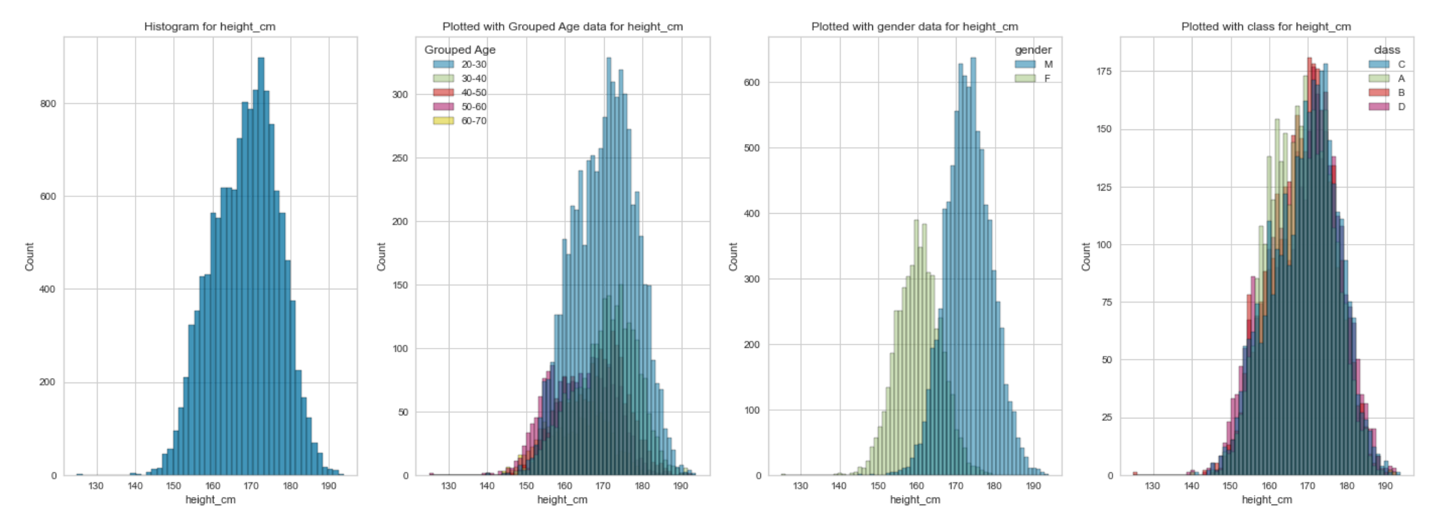 Histogram for height_cm
Count
800
600
400
200
0
130 140 150 160 170 180 190
height_cm
Plotted with Grouped Age data for height_cm
Grouped Age
20-30
30-40
40-50
50-60
60-70
Count
300
250
200
150
100
50
0
130 140 150 160 170 180 190
height_cm
Plotted with gender data for height_cm
gender
M
F
Count
600
500
400
300
200
100
0
130 140 150 160 170 180 190
height_cm
Plotted with class for height_cm
class
C
A
B
D
Count
175
150
125
100
75
50
25
0
130 140 150 160 170 180 190
height_cm